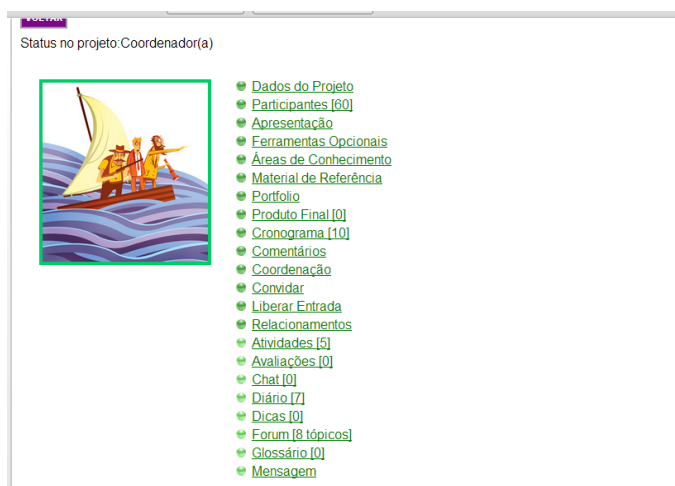 VOLTAR
Status no projeto:Coordenador(a)
Dados do Projeto
Participantes [60]
Apresentação
Ferramentas Opcionais
Áreas de Conhecimento
Material de Referência
Portfolio
Produto Final [0]
Cronograma [10]
Comentários
Coordenação
Convidar
Liberar Entrada
Relacionamentos
Atividades [5]
Avaliações [0]
Chat [0]
Diário [7]
Dicas [0]
Forum [8 tópicos]
Glossário [0]
Mensagem